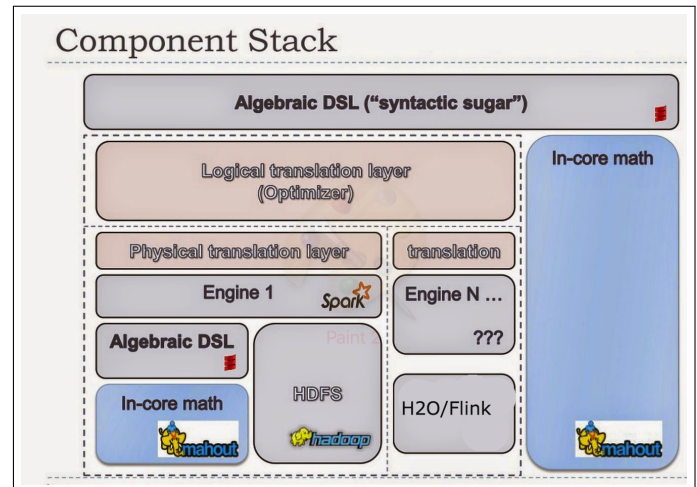 Component Stack
Algebraic DSL (“syntactic sugar”)
Logical translation layer
(Optimizer)
In-core math
Physical translation layer
translation
Engine 1
Spark
Engine N ...
???
Algebraic DSL
Paint
HDFS
In-core math
H2O/Flink
mahout
hadoop
mahout